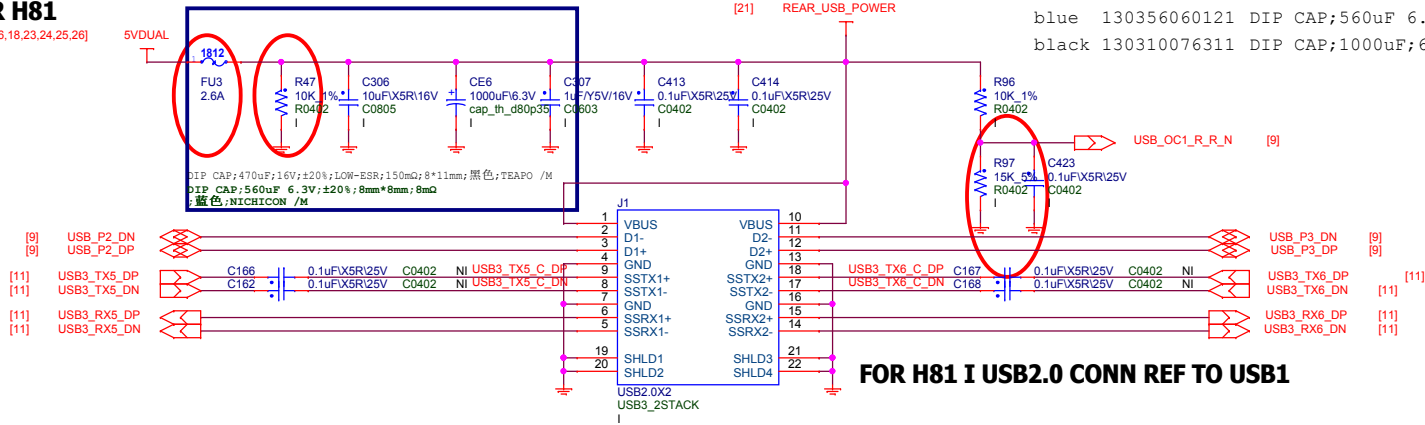 R H81
6,18,23,24,25,26]
5VDUAL
[21] REAR_USB_POWER
blue 130356060121 DIP CAP;560uF 6.
black 130310076311 DIP CAP;1000uF;6
1
1812
FU3
2.6A
R47
10K_1%
R0402
I
C306
10uF\X5R\16V
C0805
I
CE6
1000uF\6.3V
cap_th_d80p35
I
C307
1uF/Y5V/16V
C0603
I
C413
0.1uF\X5R\25V
C0402
I
C414
0.1uF\X5R\25V
C0402
I
R96
10K_1%
R0402
I
USB_OC1_R_R_N [9]
R97
15K_5%
R0402
I
C423
0.1uF\X5R\25V
C0402
I
DIP CAP;470uF;16V;±20%;LOW-ESR;150mΩ;8*11mm;黑色;TEAPO /M
DIP CAP;560uF 6.3V;±20%;8mm*8mm;8mΩ
;蓝色;NICHICON /M
J1
1 VBUS VBUS 10
[9] USB_P2_DN 2 D1- D2- 11 USB_P3_DN [9]
[9] USB_P2_DP 3 D1+ D2+ 12 USB_P3_DP [9]
4 GND GND 13
[11] USB3_TX5_DP C166 0.1uF\X5R\25V C0402 NI USB3_TX5_C_DP 9 SSTX1+ SSTX2+ 18 USB3_TX6_C_DP C167 0.1uF\X5R\25V C0402 NI USB3_TX6_DP [11]
[11] USB3_TX5_DN C162 0.1uF\X5R\25V C0402 NI USB3_TX5_C_DN 8 SSTX1- SSTX2- 17 USB3_TX6_C_DN C168 0.1uF\X5R\25V C0402 NI USB3_TX6_DN [11]
7 GND GND 16
[11] USB3_RX5_DP 6 SSRX1+ SSRX2+ 15 USB3_RX6_DP [11]
[11] USB3_RX5_DN 5 SSRX1- SSRX2- 14 USB3_RX6_DN [11]
19 SHLD1 SHLD3 21
20 SHLD2 SHLD4 22
USB2.0X2
USB3_2STACK
I
FOR H81 I USB2.0 CONN REF TO USB1